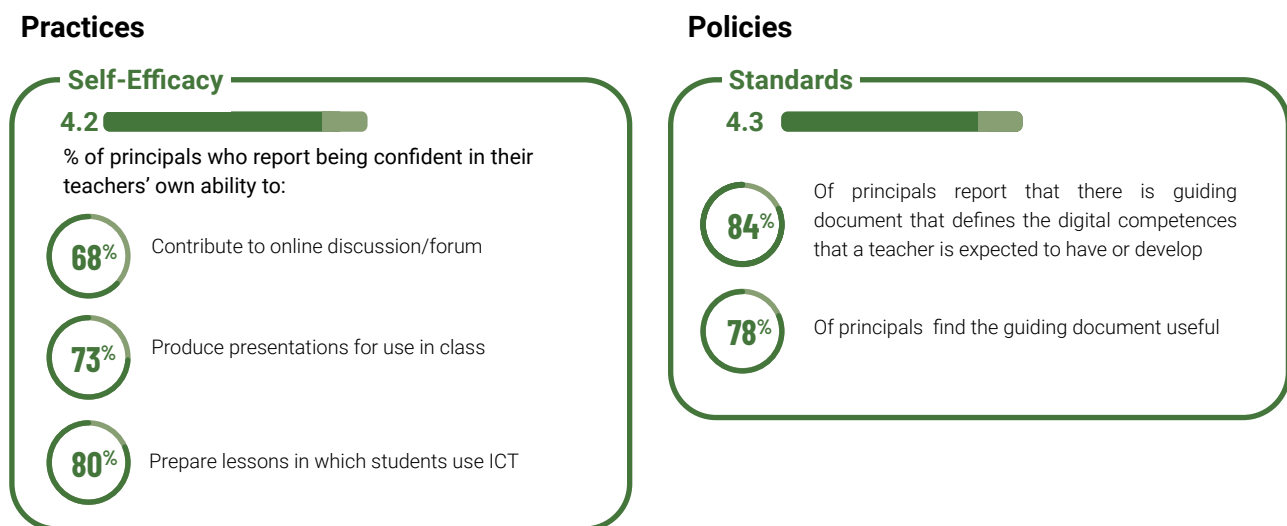 Practices
Self-Efficacy
4.2
% of principals who report being confident in their
teachers’ own ability to:
68%
Contribute to online discussion/forum
73%
Produce presentations for use in class
80%
Prepare lessons in which students use ICT
Policies
Standards
4.3
84%
Of principals report that there is guiding
document that defines the digital competences
that a teacher is expected to have or develop
78%
Of principals find the guiding document useful